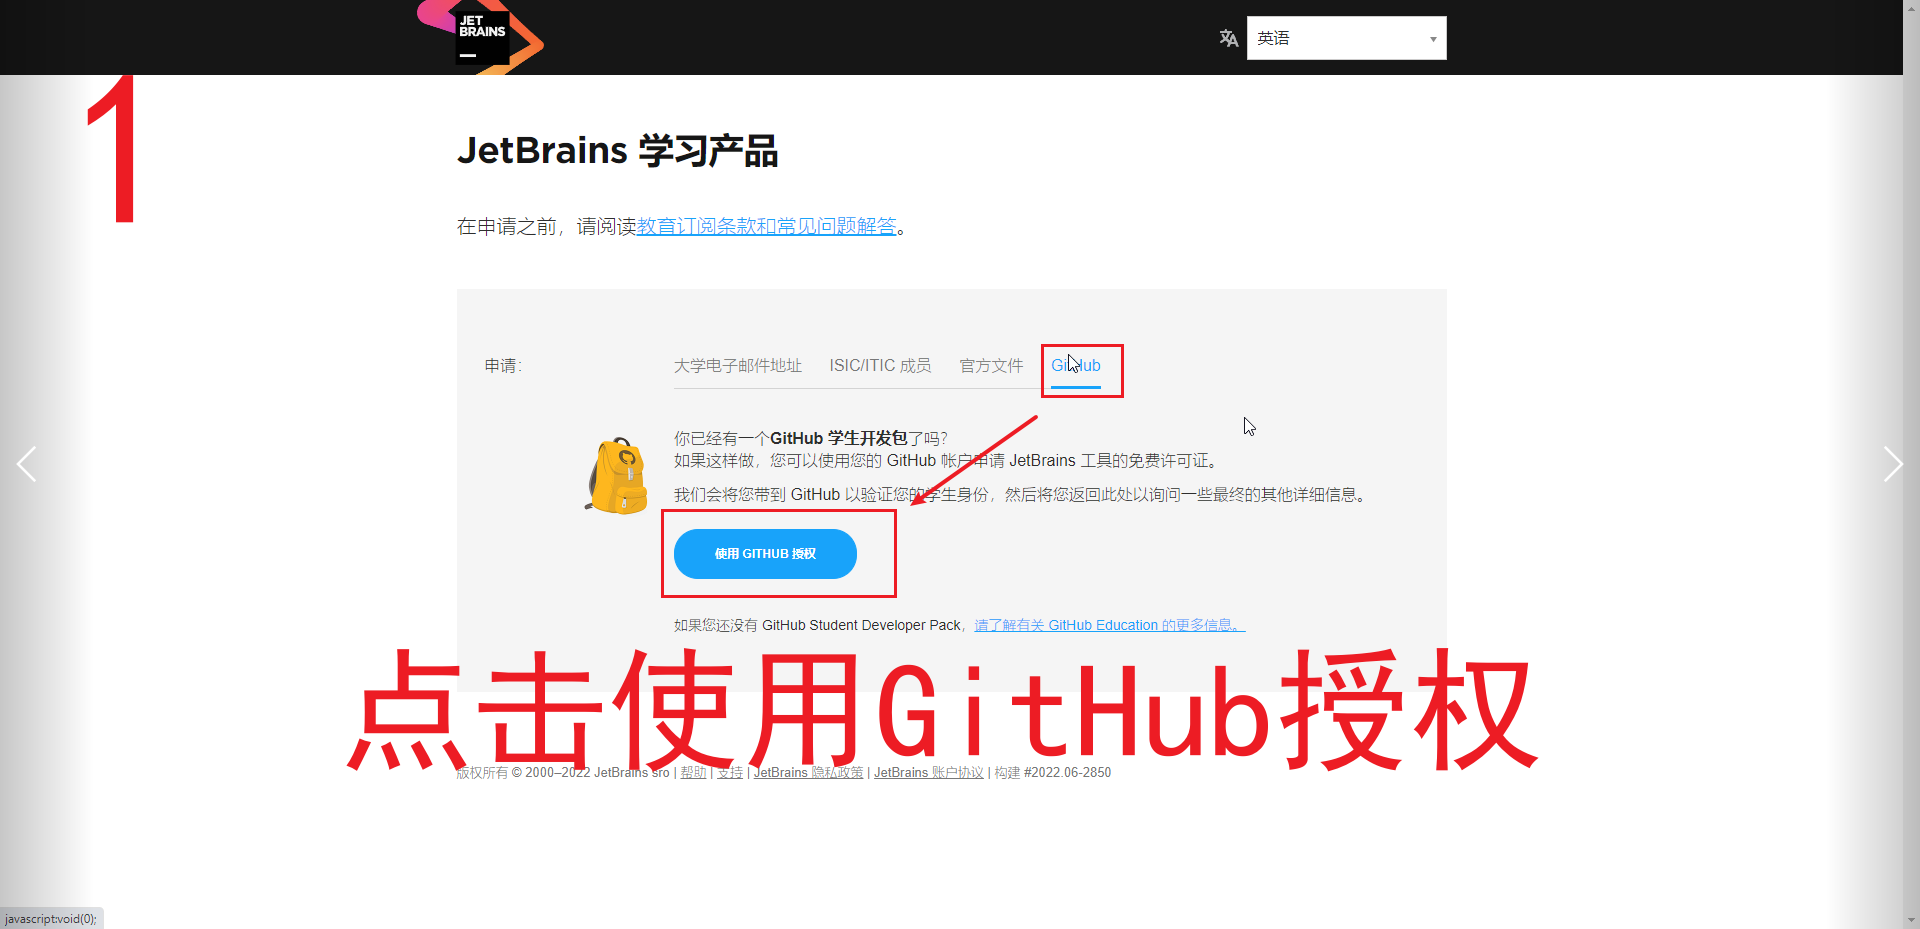 JET
BRAINS
英语
1
JetBrains 学习产品
在申请之前，请阅读教育订阅条款和常见问题解答。
申请：
大学电子邮件地址 ISIC/ITIC 成员 官方文件 GitHub
你已经有一个GitHub 学生开发包了吗？
如果这样做，您可以使用您的 GitHub 帐户申请 JetBrains 工具的免费许可证。
我们会将您带到 GitHub 以验证您的学生身份，然后将您返回此处以询问一些最终的其他详细信息。
使用 GITHUB 授权
如果您还没有 GitHub Student Developer Pack，请了解有关 GitHub Education 的更多信息。
点击使用GitHub授权
版权所有 © 2000–2022 JetBrains sro | 帮助 | 支持 | JetBrains 隐私政策 | JetBrains 账户协议 | 构建 #2022.06-2850
javascript:void(0);